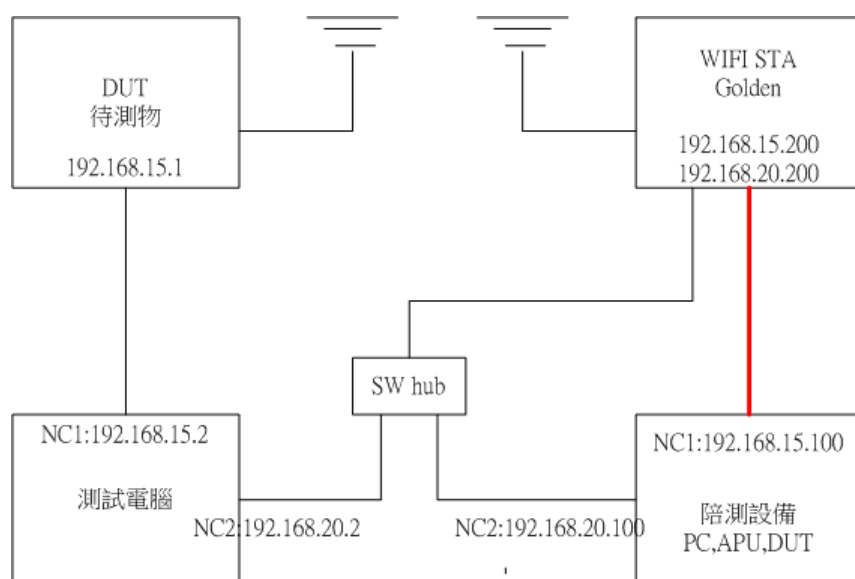 DUT
待測物
192.168.15.1
WIFI STA
Golden
192.168.15.200
192.168.20.200
SW hub
NC1:192.168.15.2
測試電腦
NC2:192.168.20.2
NC1:192.168.15.100
NC2:192.168.20.100
陪測設備
PC,APU,DUT